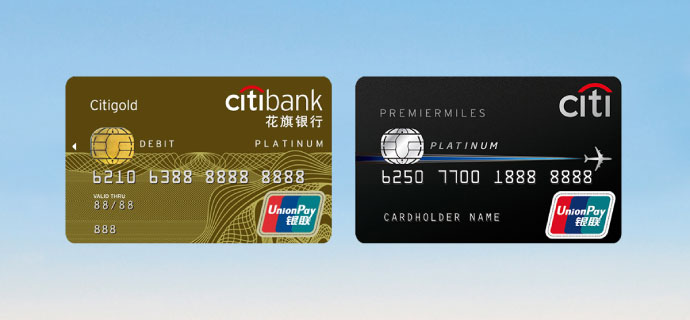 Citigold
citibank
花旗银行
DEBIT
PLATINUM
6210 6388 8888 8888
VALID THRU
88/88
888
UnionPay
银联
PREMIERMILES
citi
PLATINUM
6250 7700 1888 8888
CARDHOLDER NAME
UnionPay
银联